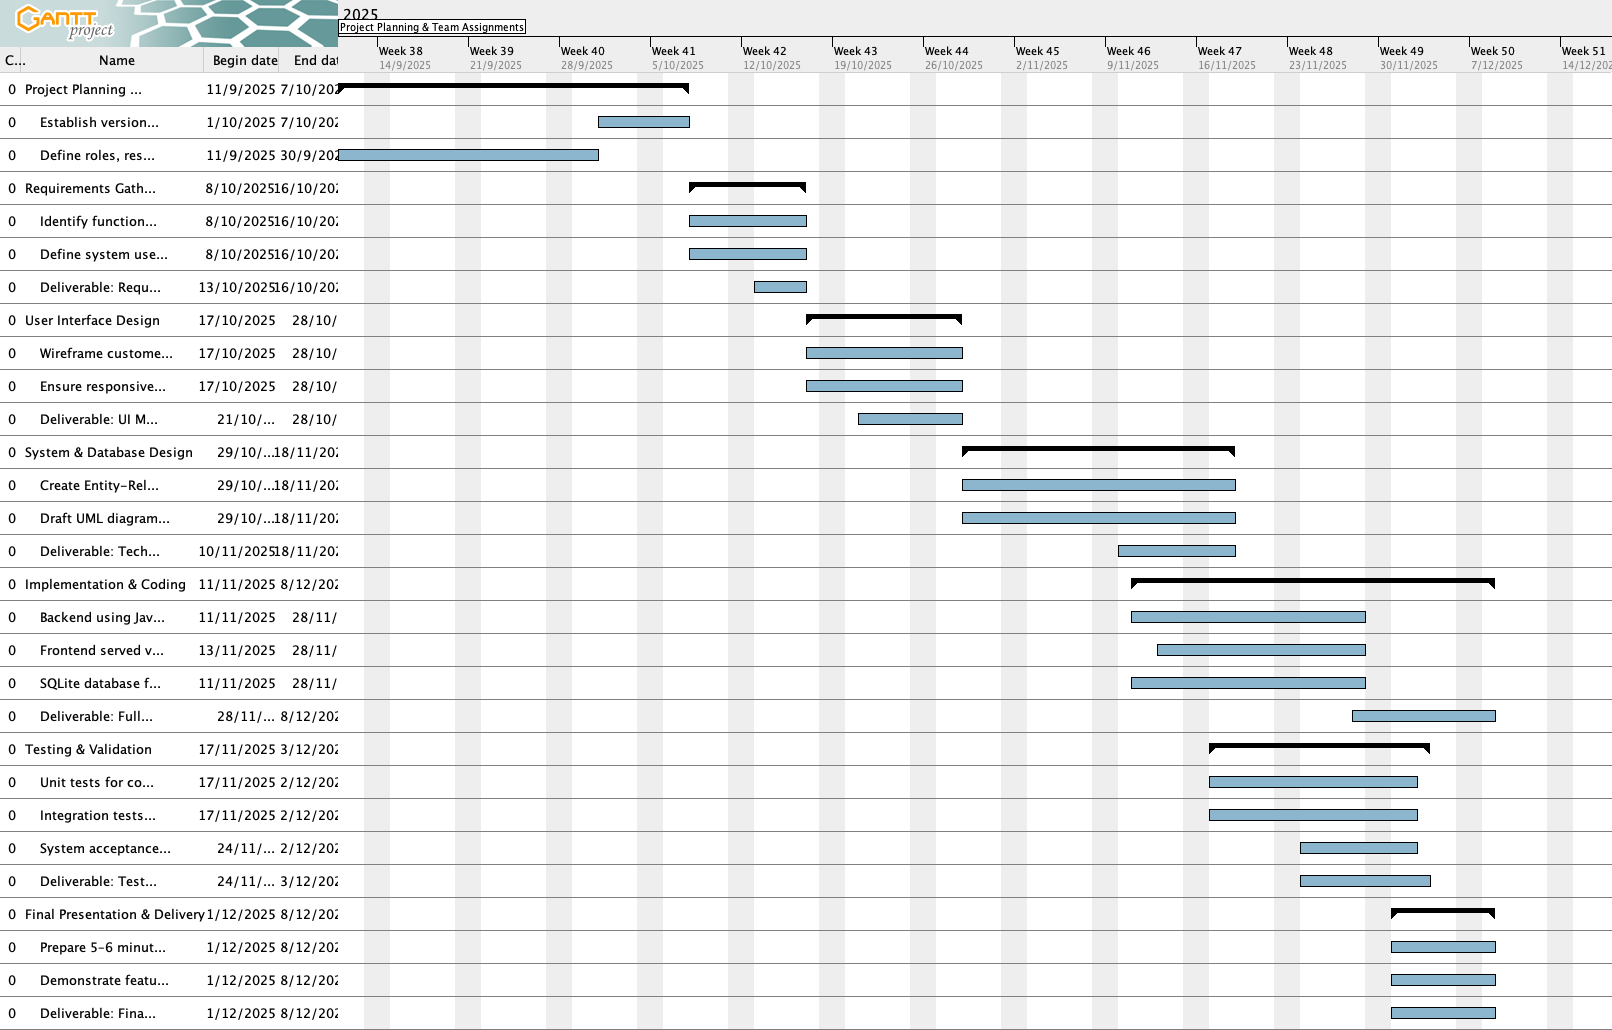 GANTT
project
2025
Project Planning & Team Assignments
Week 38 Week 39 Week 40 Week 41 Week 42 Week 43 Week 44 Week 45 Week 46 Week 47 Week 48 Week 49 Week 50 Week 51
14/9/2025 21/9/2025 28/9/2025 5/10/2025 12/10/2025 19/10/2025 26/10/2025 2/11/2025 9/11/2025 16/11/2025 23/11/2025 30/11/2025 7/12/2025 14/12/202
C... Name Begin date End dat
0 Project Planning ... 11/9/2025 7/10/202
0 Establish version... 1/10/2025 7/10/202
0 Define roles, res... 11/9/2025 30/9/202
0 Requirements Gath... 8/10/2025 16/10/202
0 Identify function... 8/10/2025 16/10/202
0 Define system use... 8/10/2025 16/10/202
0 Deliverable: Requ... 13/10/2025 16/10/202
0 User Interface Design 17/10/2025 28/10/
0 Wireframe custome... 17/10/2025 28/10/
0 Ensure responsive... 17/10/2025 28/10/
0 Deliverable: UI M... 21/10/... 28/10/
0 System & Database Design 29/10/... 18/11/202
0 Create Entity-Rel... 29/10/... 18/11/202
0 Draft UML diagram... 29/10/... 18/11/202
0 Deliverable: Tech... 10/11/2025 18/11/202
0 Implementation & Coding 11/11/2025 8/12/202
0 Backend using Jav... 11/11/2025 28/11/
0 Frontend served v... 13/11/2025 28/11/
0 SQLite database f... 11/11/2025 28/11/
0 Deliverable: Full... 28/11/... 8/12/202
0 Testing & Validation 17/11/2025 3/12/202
0 Unit tests for co... 17/11/2025 2/12/202
0 Integration tests... 17/11/2025 2/12/202
0 System acceptance... 24/11/... 2/12/202
0 Deliverable: Test... 24/11/... 3/12/202
0 Final Presentation & Delivery 1/12/2025 8/12/202
0 Prepare 5-6 minut... 1/12/2025 8/12/202
0 Demonstrate featu... 1/12/2025 8/12/202
0 Deliverable: Fina... 1/12/2025 8/12/202